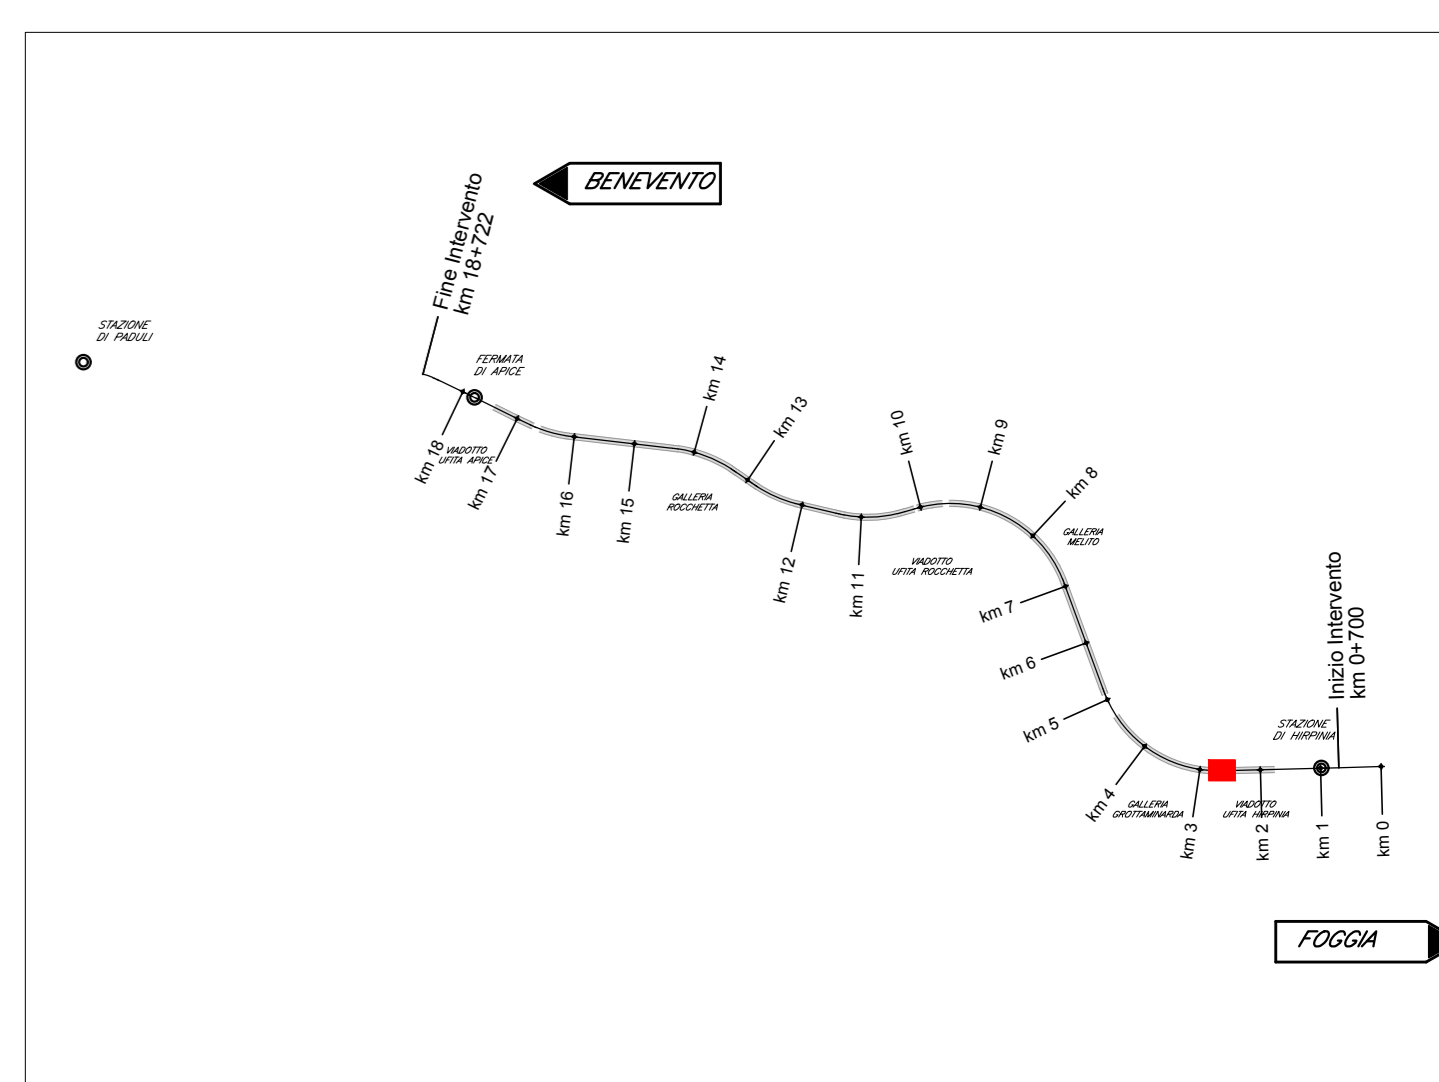 BENEVENTO
Fine Intervento
km 18+722
STAZIONE
DI PADULI
FERMATA
DI APICE
km 18
VIADOTTO
UFITA APICE
km 17
km 16
km 15
km 14
GALLERIA
ROCCHETTA
km 13
km 12
km 11
km 10
VIADOTTO
UFITA ROCCHETTA
km 9
km 8
GALLERIA
MELITO
km 7
km 6
km 5
Inizio Intervento
km 0+700
STAZIONE
DI HIRPINIA
km 4
GALLERIA
GROTTAMINARDA
km 3
VIADOTTO
UFITA HIRPINIA
km 2
km 1
km 0
FOGGIA